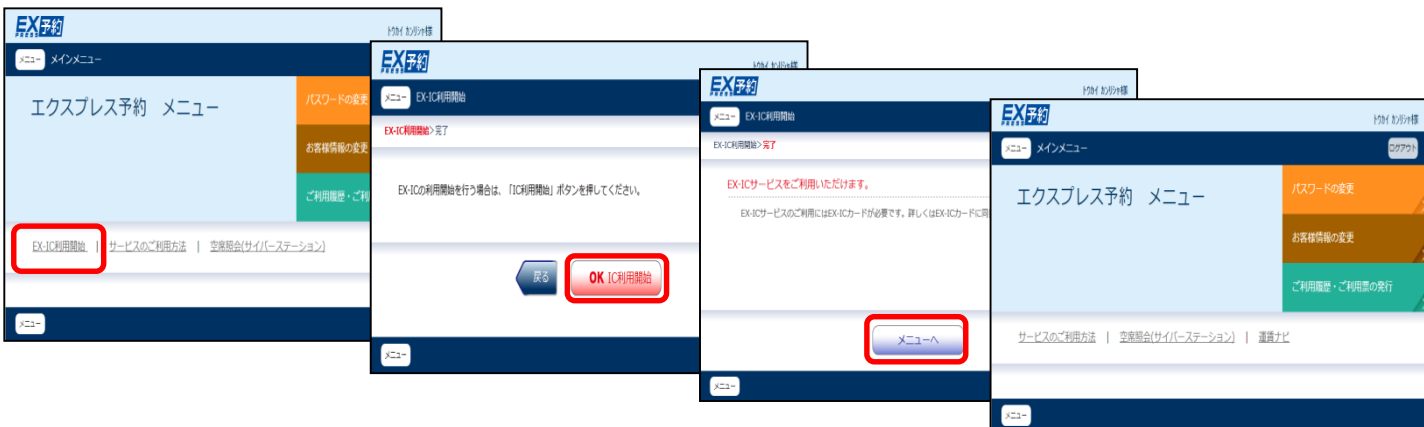 EX予約
PRESS
トウカイ カンリシャ様
メニュー メインメニュー
エクスプレス予約 メニュー
パスワードの変更
お客様情報の変更
ご利用履歴・ご利
EX-IC利用開始 | サービスのご利用方法 | 空席照会(サイバーステーション)
メニュー
EX予約
PRESS
トウカイ カンリシャ様
メニュー EX-IC利用開始
EX-IC利用開始>完了
EX-ICの利用開始を行う場合は、「IC利用開始」ボタンを押してください。
戻る
OK IC利用開始
メニュー
EX予約
PRESS
トウカイ カンリシャ様
メニュー EX-IC利用開始
EX-IC利用開始>完了
EX-ICサービスをご利用いただけます。
EX-ICサービスのご利用にはEX-ICカードが必要です。詳しくはEX-ICカードに同
メニューへ
メニュー
EX予約
PRESS
トウカイ カンリシャ様
メニュー メインメニュー
ログアウト
エクスプレス予約 メニュー
パスワードの変更
お客様情報の変更
ご利用履歴・ご利用票の発行
サービスのご利用方法 | 空席照会(サイバーステーション) | 運賃ナビ
メニュー